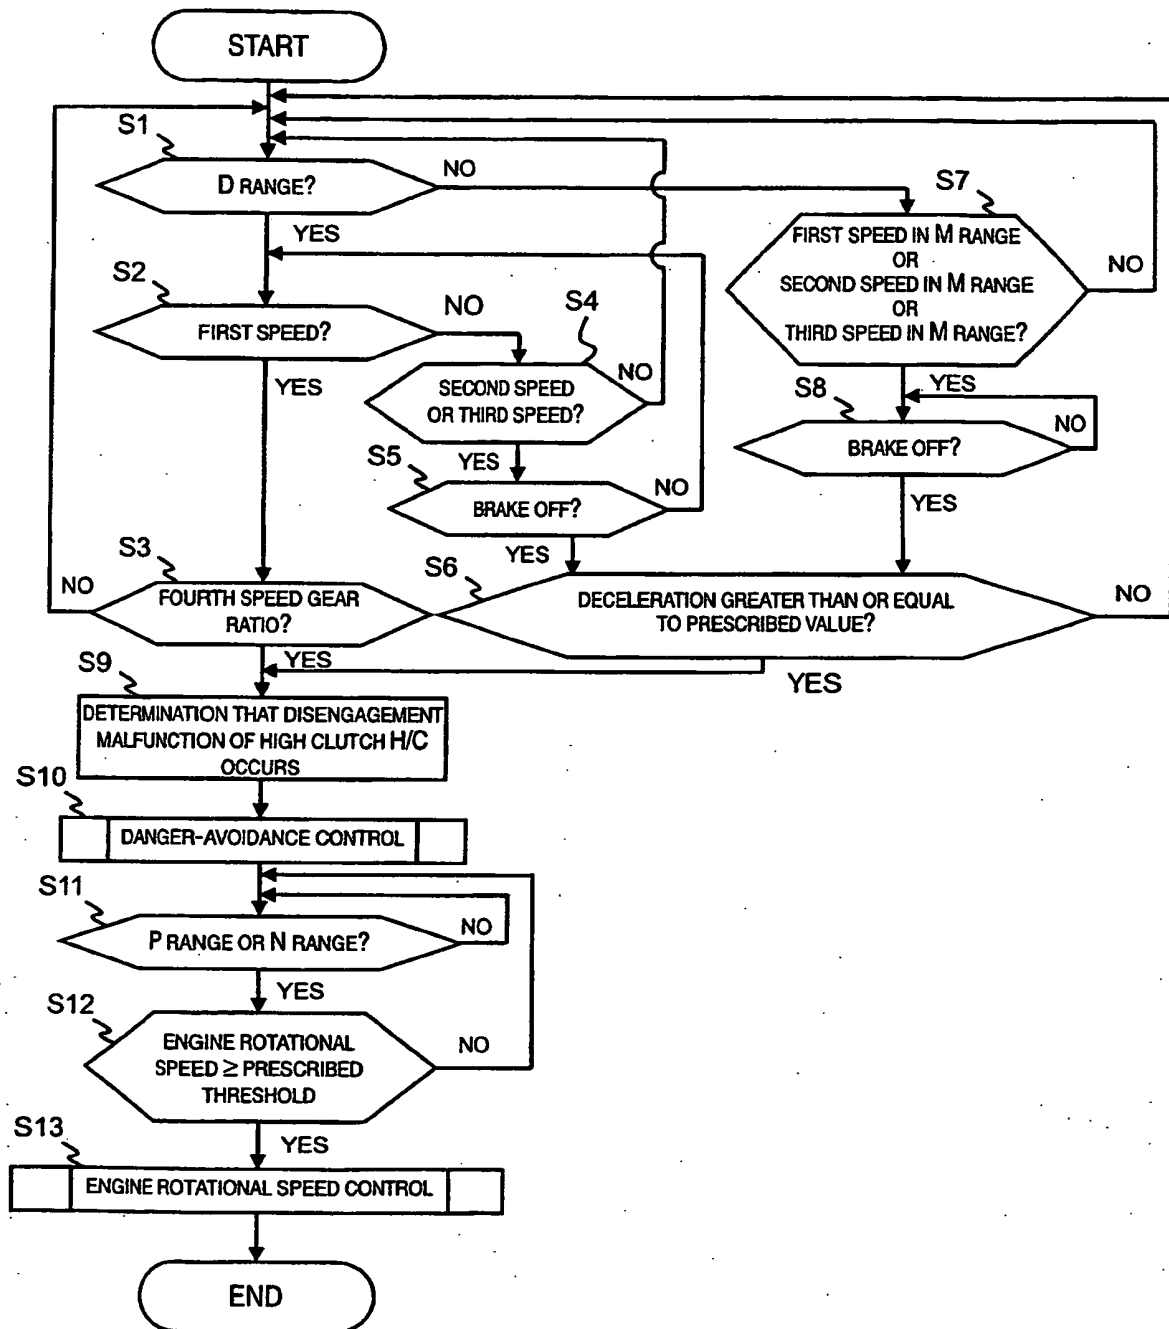 START
S1
D RANGE?
NO
YES
S7
FIRST SPEED IN M RANGE
OR
SECOND SPEED IN M RANGE
OR
THIRD SPEED IN M RANGE?
NO
YES
S2
FIRST SPEED?
NO
YES
S4
SECOND SPEED
OR THIRD SPEED?
NO
YES
S8
BRAKE OFF?
NO
YES
S5
BRAKE OFF?
NO
YES
S3
FOURTH SPEED GEAR
RATIO?
NO
YES
S6
DECELERATION GREATER THAN OR EQUAL
TO PRESCRIBED VALUE?
NO
YES
S9
DETERMINATION THAT DISENGAGEMENT
MALFUNCTION OF HIGH CLUTCH H/C
OCCURS
S10
DANGER-AVOIDANCE CONTROL
S11
P RANGE OR N RANGE?
NO
YES
S12
ENGINE ROTATIONAL
SPEED ≥ PRESCRIBED
THRESHOLD
NO
YES
S13
ENGINE ROTATIONAL SPEED CONTROL
END